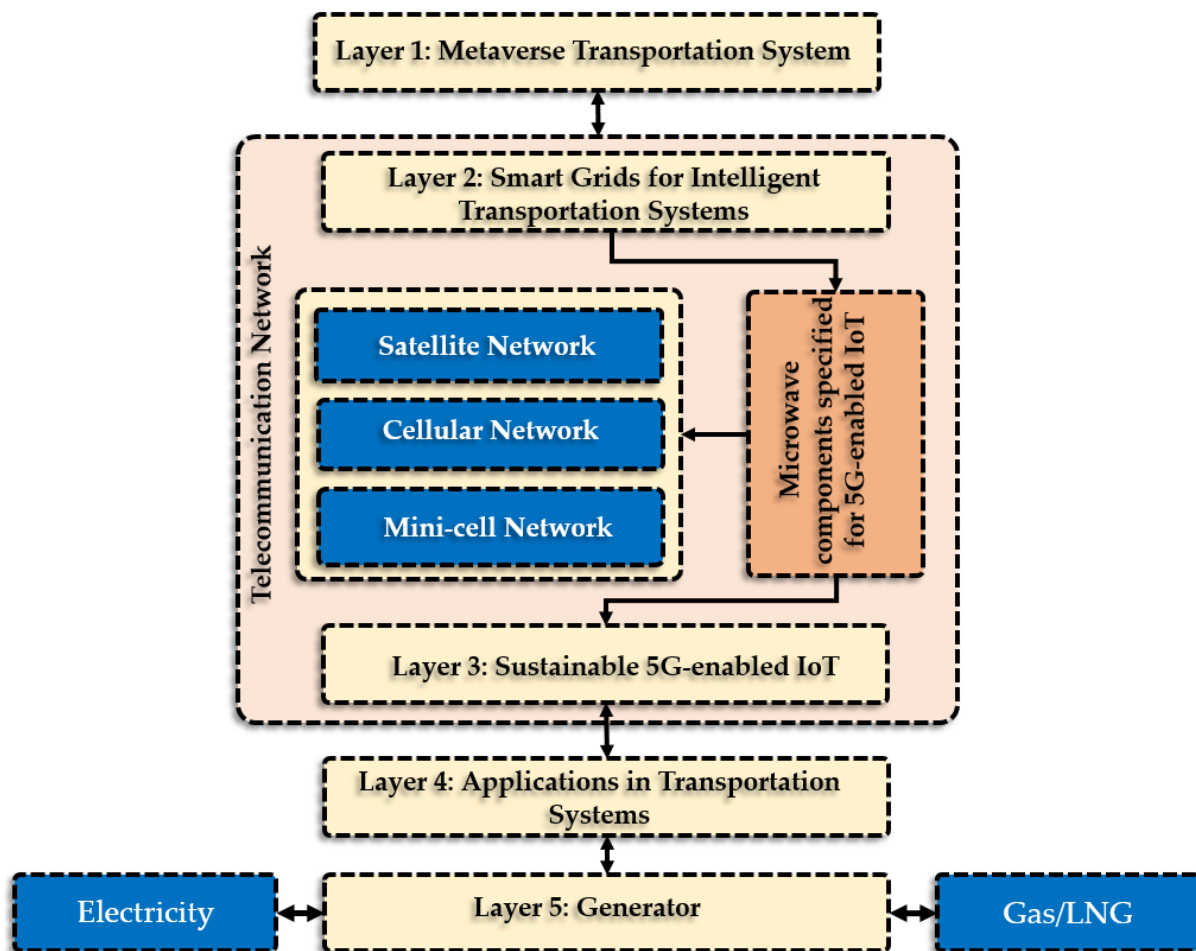 Layer 1: Metaverse Transportation System
Layer 2: Smart Grids for Intelligent
Transportation Systems
Telecommunication Network
Satellite Network
Cellular Network
Mini-cell Network
Microwave
components specified
for 5G-enabled IoT
Layer 3: Sustainable 5G-enabled IoT
Layer 4: Applications in Transportation
Systems
Electricity
Layer 5: Generator
Gas/LNG